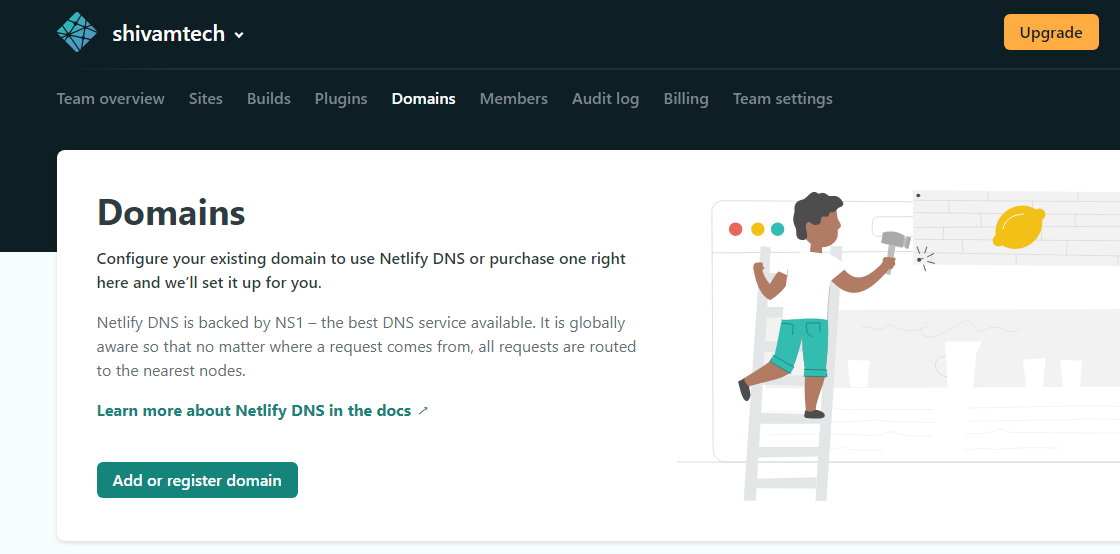 shivamtech
Upgrade
Team overview Sites Builds Plugins Domains Members Audit log Billing Team settings
Domains
Configure your existing domain to use Netlify DNS or purchase one right
here and we’ll set it up for you.
Netlify DNS is backed by NS1 – the best DNS service available. It is globally
aware so that no matter where a request comes from, all requests are routed
to the nearest nodes.
Learn more about Netlify DNS in the docs ↗
Add or register domain